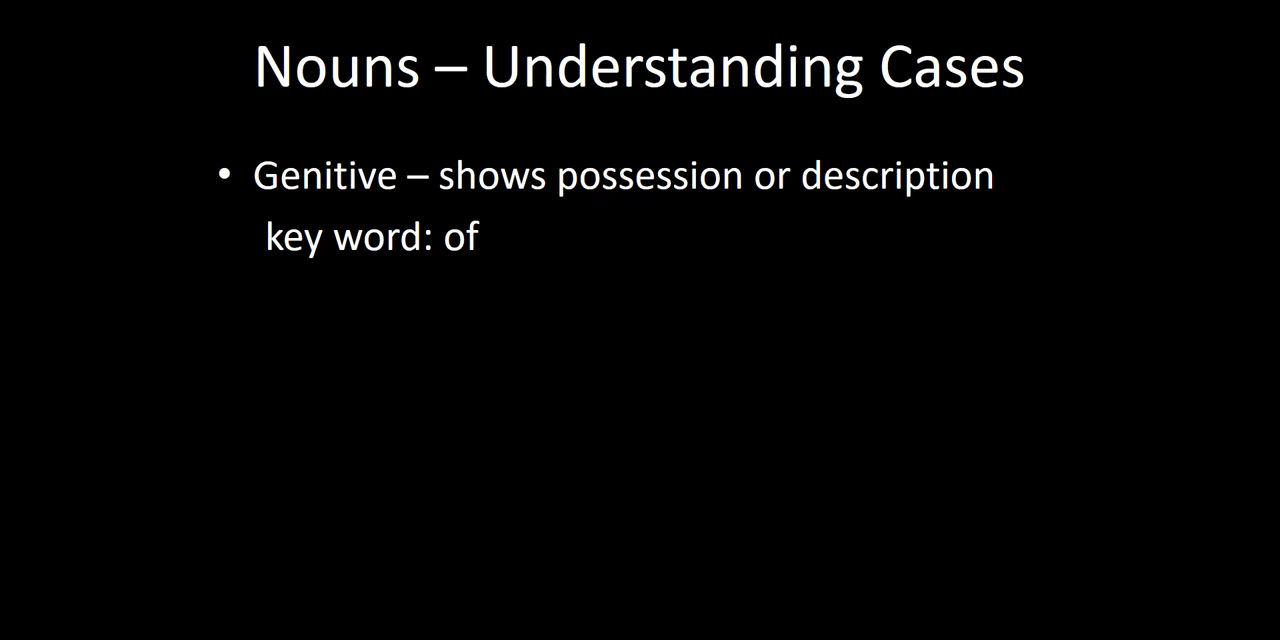 Nouns – Understanding Cases
• Genitive – shows possession or description
key word: of